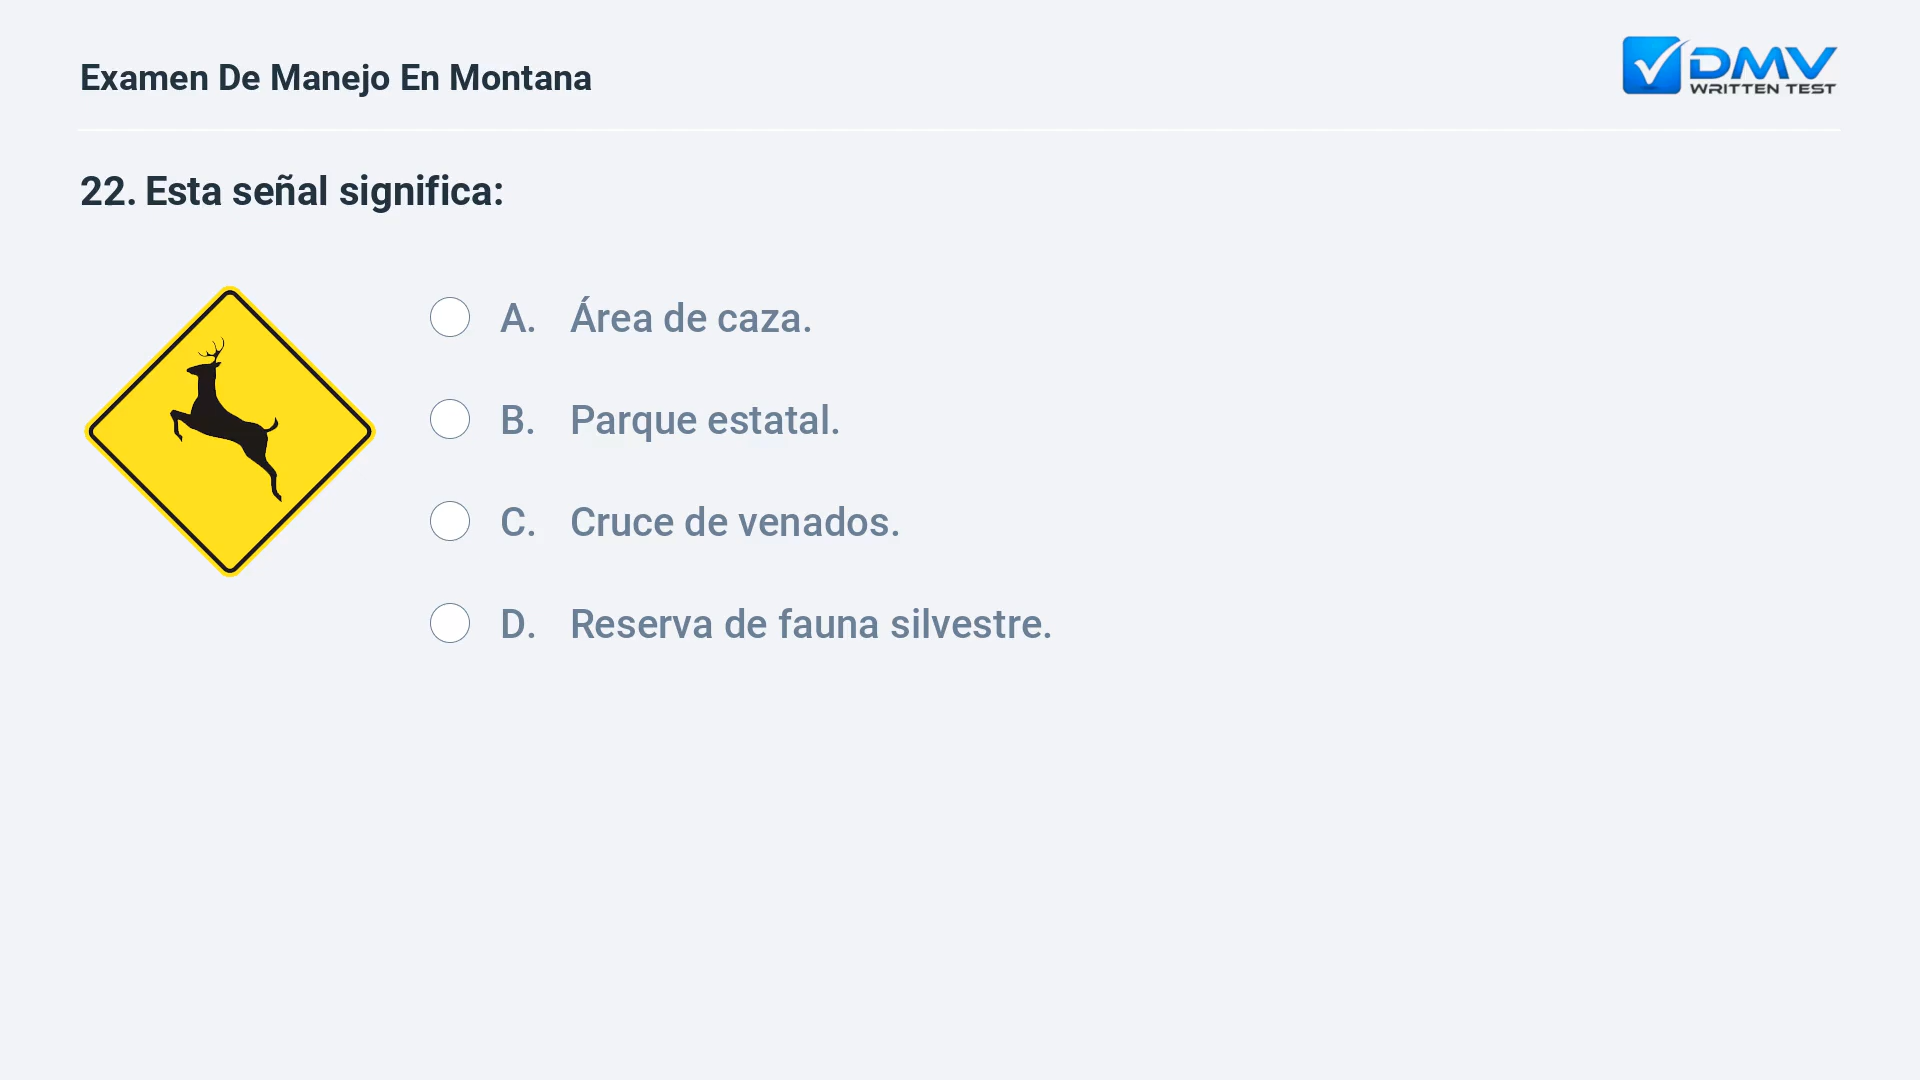 Examen De Manejo En Montana
DMV
WRITTEN TEST
22. Esta señal significa:
A. Área de caza.
B. Parque estatal.
C. Cruce de venados.
D. Reserva de fauna silvestre.